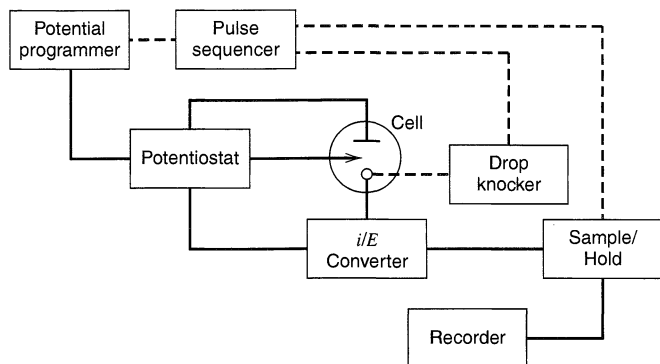 Potential
programmer
Pulse
sequencer
Cell
Potentiostat
Drop
knocker
i/E
Converter
Sample/
Hold
Recorder